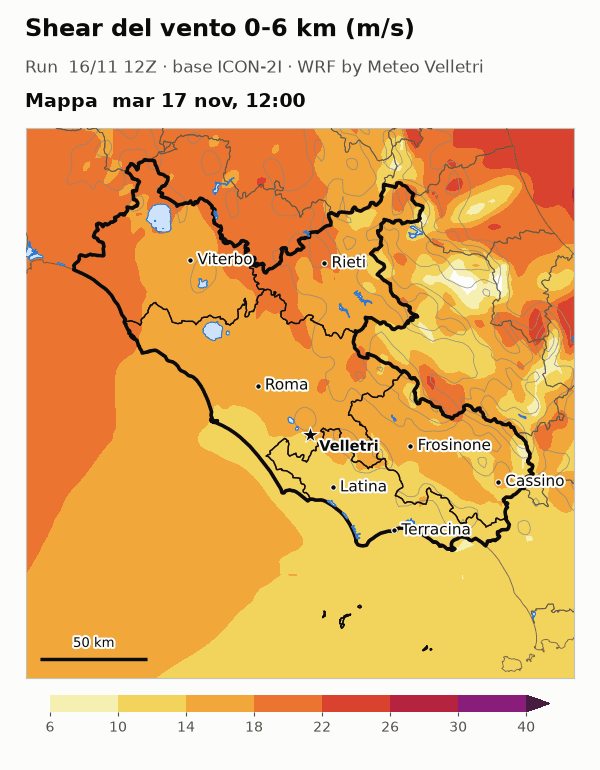 Shear del vento 0-6 km (m/s)
Run  16/11 12Z · base ICON-2I · WRF by Meteo Velletri
Mappa  mar 17 nov, 12:00
Viterbo
Rieti
Roma
Velletri
Frosinone
Cassino
Latina
Terracina
50 km
6 10 14 18 22 26 30 40